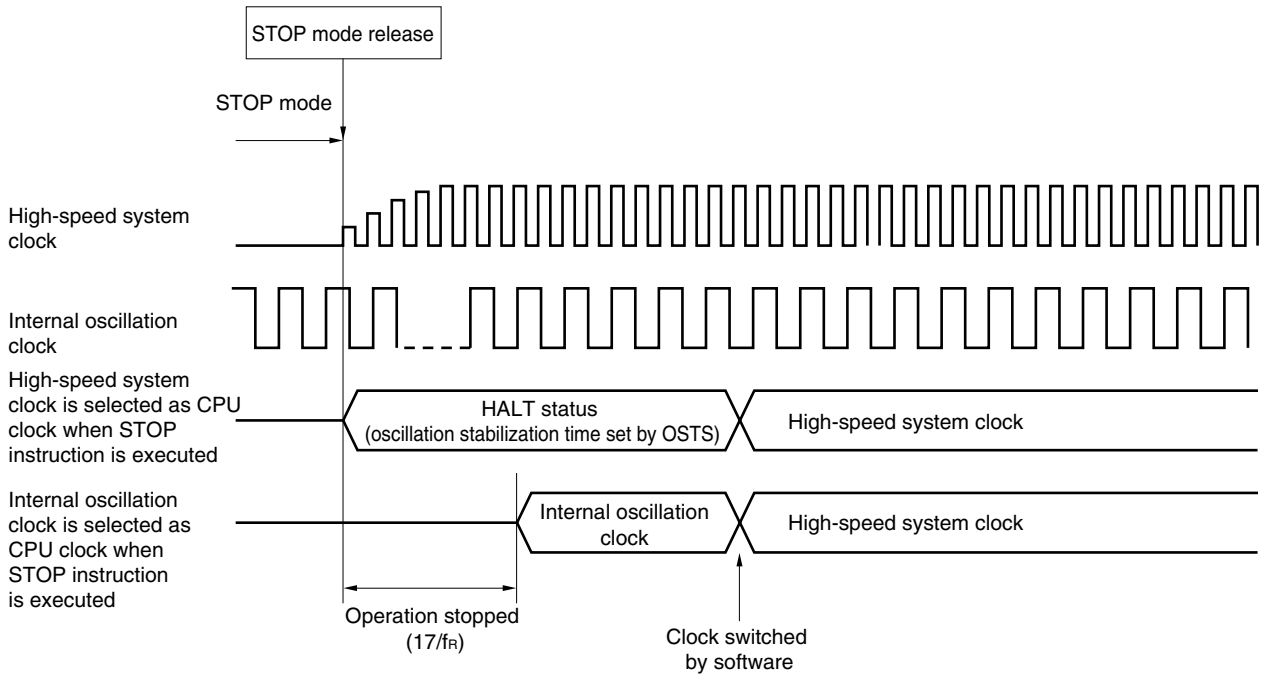 STOP mode release
STOP mode
High-speed system
clock
Internal oscillation
clock
High-speed system
clock is selected as CPU
clock when STOP
instruction is executed
HALT status
(oscillation stabilization time set by OSTS)
High-speed system clock
Internal oscillation
clock is selected as
CPU clock when
STOP instruction
is executed
Internal oscillation
clock
High-speed system clock
Operation stopped
(17/fR)
Clock switched
by software